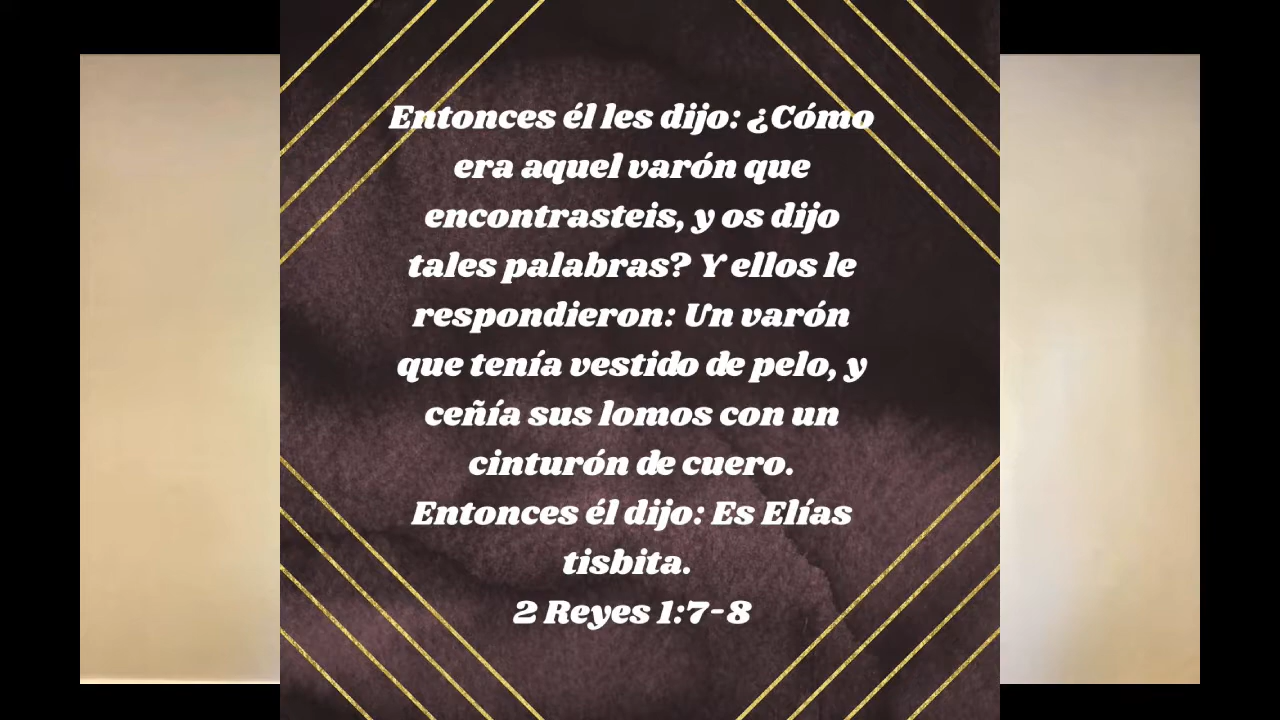 Entonces él les dijo: ¿Cómo
era aquel varón que
encontrasteis, y os dijo
tales palabras? Y ellos le
respondieron: Un varón
que tenía vestido de pelo, y
ceñía sus lomos con un
cinturón de cuero.
Entonces él dijo: Es Elías
tisbita.
2 Reyes 1:7-8